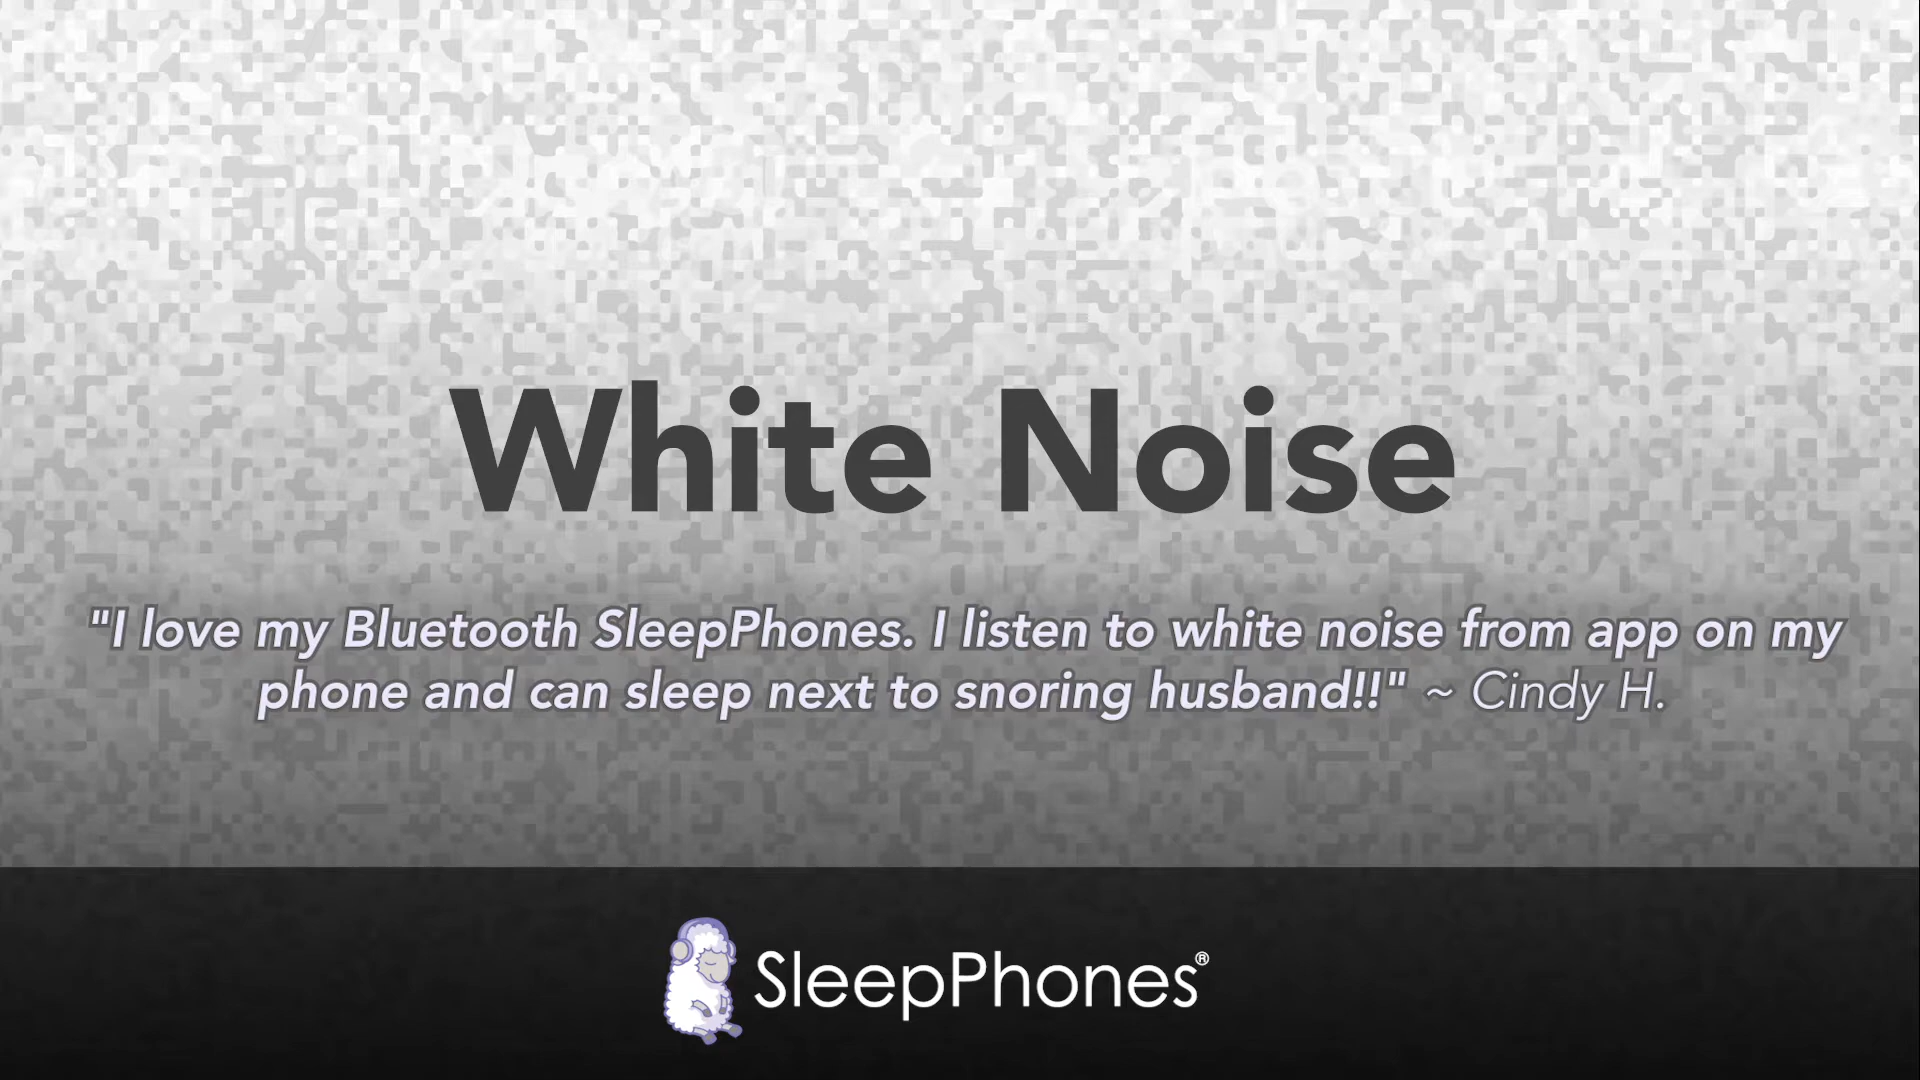 White Noise
"I love my Bluetooth SleepPhones. I listen to white noise from app on my
phone and can sleep next to snoring husband!!" ~ Cindy H.
SleepPhones®